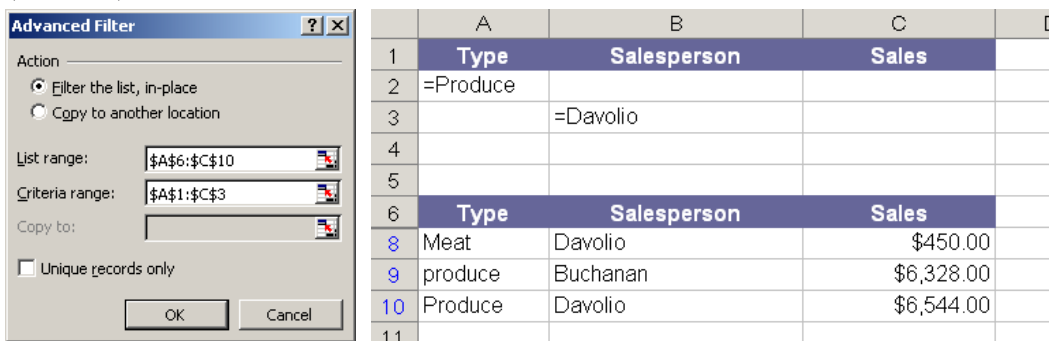 Advanced Filter
Action
Filter the list, in-place
Copy to another location
List range: $A$6:$C$10
Criteria range: $A$1:$C$3
Copy to:
Unique records only
OK Cancel
A B C
1 Type Salesperson Sales
2 =Produce
3 =Davolio
4
5
6 Type Salesperson Sales
8 Meat Davolio $450.00
9 produce Buchanan $6,328.00
10 Produce Davolio $6,544.00
11